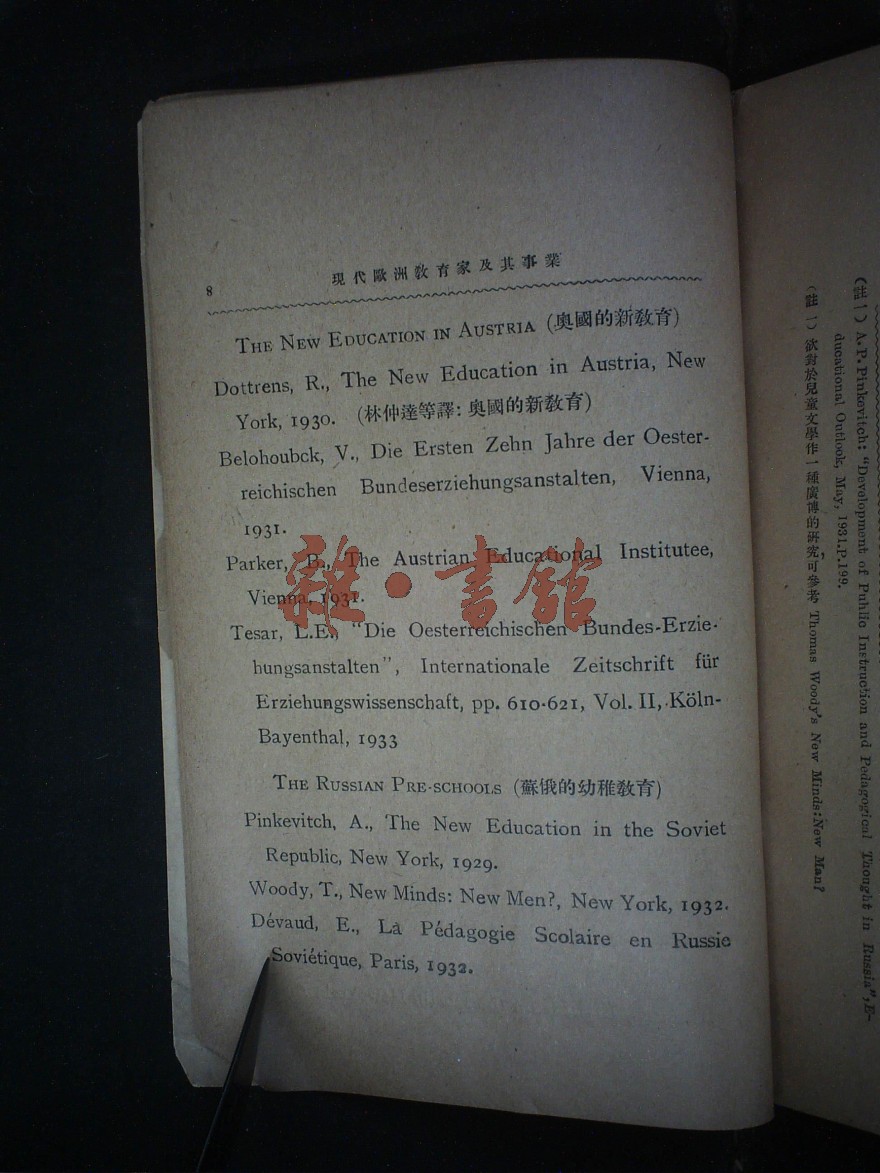 8
現代歐洲教育家及其事業
THE NEW EDUCATION IN AUSTRIA (奧國的新教育)
Dottrens, R., The New Education in Austria, New
York, 1930. (林仲達等譯: 奧國的新教育)
Belohoubck, V., Die Ersten Zehn Jahre der Oester-
reichischen Bundeserziehungsanstalten, Vienna,
1931.
Parker, B., The Austrian Educational Institutee,
Vienna, 1931.
Tesar, L.E., "Die Oesterreichischen Bundes-Erzie-
hungsanstalten", Internationale Zeitschrift für
Erziehungswissenschaft, pp. 610-621, Vol. II, Köln-
Bayenthal, 1933
THE RUSSIAN PRE-SCHOOLS (蘇俄的幼稚教育)
Pinkevitch, A., The New Education in the Soviet
Republic, New York, 1929.
Woody, T., New Minds: New Men?, New York, 1932.
Dévaud, E., La Pédagogie Scolaire en Russie
Soviétique, Paris, 1932.
雜·書館
(註一) A. P. Pinkevitch: "Development of Public Instruction and Pedagogical Thought in Russia", E-
ducational Outlook, May, 1931. P. 199.
(註一) 欲對於兒童文學作一種廣博的研究,可參考 Thomas Woody's New Minds: New Man?